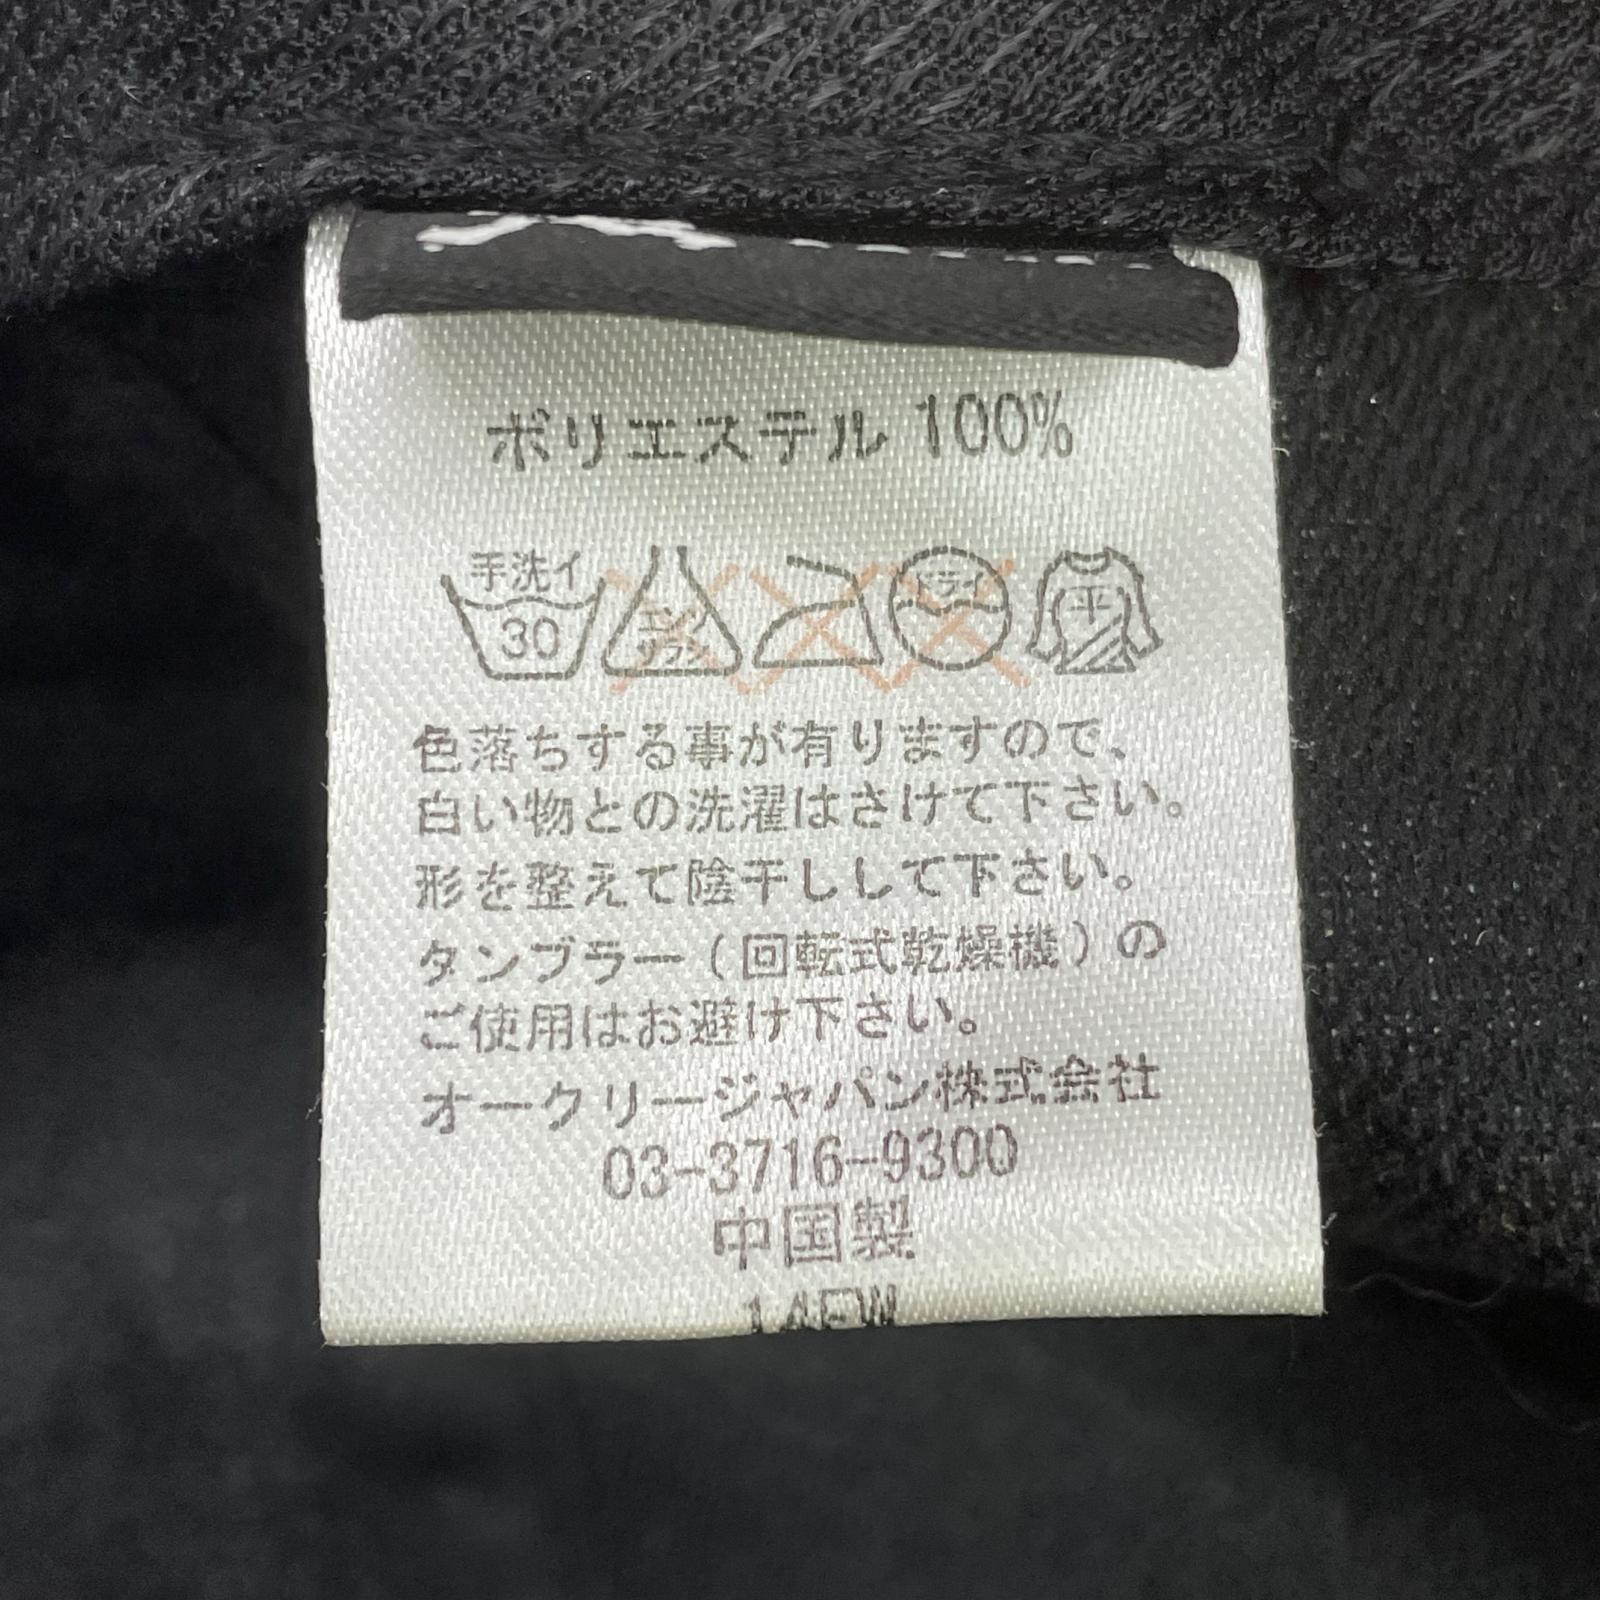 ポリエステル 100%
手洗イ
30
エンソサラシ
ドライ
平
色落ちする事が有りますので、
白い物との洗濯はさけて下さい。
形を整えて陰干しして下さい。
タンブラー(回転式乾燥機)の
ご使用はお避け下さい。
オークリージャパン株式会社
03-3716-9300
中国製
14FW